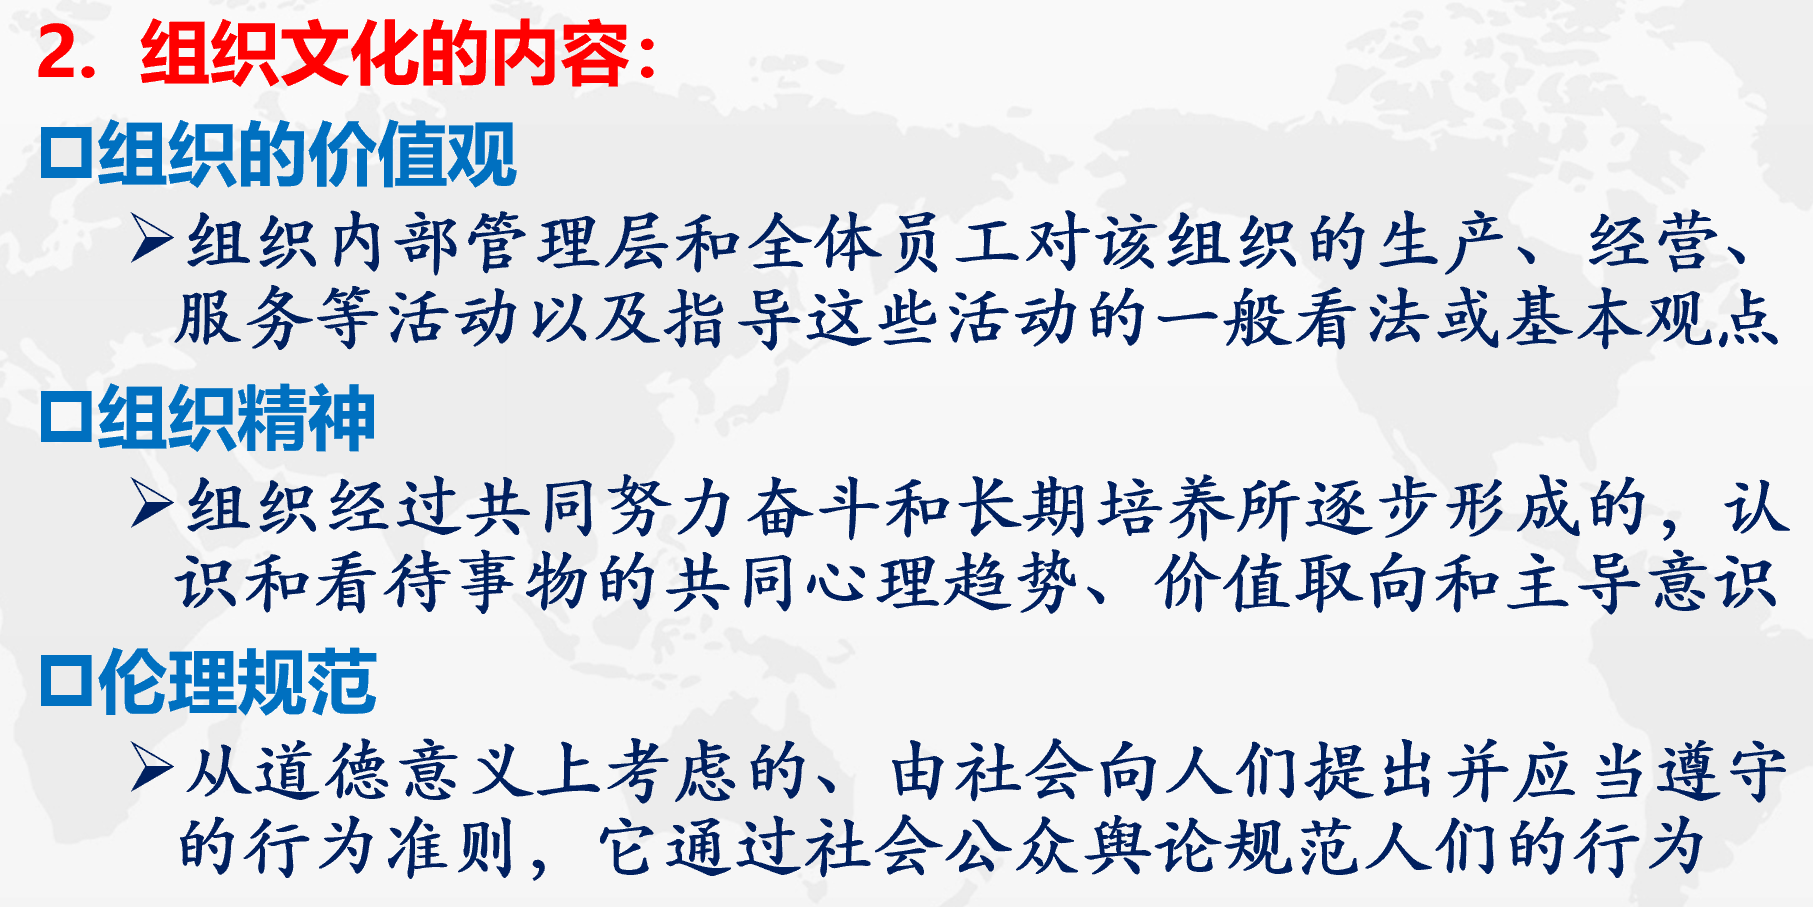 2. 组织文化的内容：
□组织的价值观
➢组织内部管理层和全体员工对该组织的生产、经营、
服务等活动以及指导这些活动的一般看法或基本观点
□组织精神
➢组织经过共同努力奋斗和长期培养所逐步形成的，认
识和看待事物的共同心理趋势、价值取向和主导意识
□伦理规范
➢从道德意义上考虑的、由社会向人们提出并应当遵守
的行为准则，它通过社会公众舆论规范人们的行为